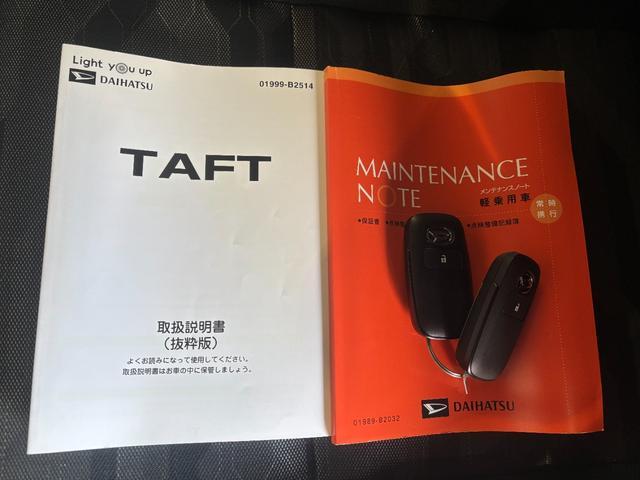 Light you up
DAIHATSU
01999-B2514
TAFT
取扱説明書
（抜粋版）
よくお読みになって使用してください。
取扱説明書はお車の中に保管しましょう。
MAINTENANCE
NOTE
メンテナンスノート
軽乗用車
常時
携行
●保証書 ●点検整 ●点検整備記録簿
DAIHATSU
01989-B2032